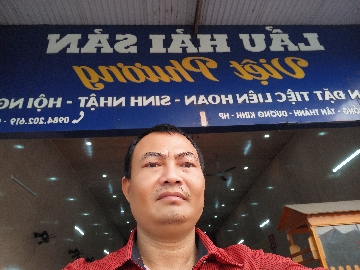 LẨU HẢI SẢN
Việt Phương
N ĐẶT TIỆC LIÊN HOAN - SINH NHẬT - HỘI NG
TÂN THÀNH - DƯƠNG KINH - HP
0984.202.619